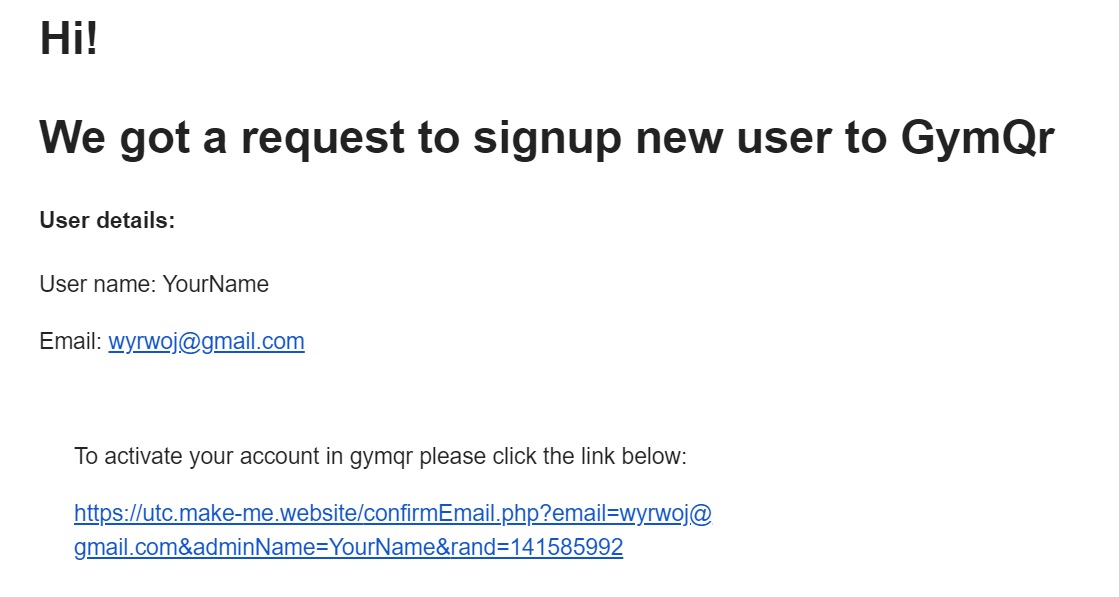 Hi!
We got a request to signup new user to GymQr
User details:
User name: YourName
Email: wyrwoj@gmail.com
To activate your account in gymqr please click the link below:
https://utc.make-me.website/confirmEmail.php?email=wyrwoj@
gmail.com&adminName=YourName&rand=141585992